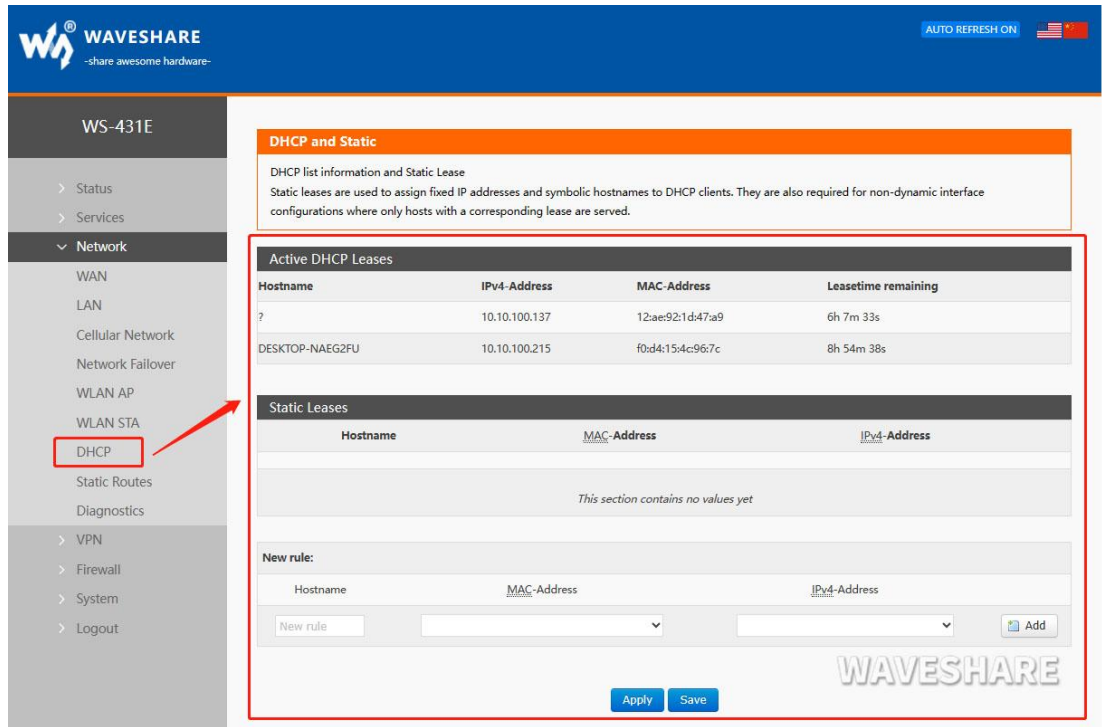 WAVESHARE
-share awesome hardware-
AUTO REFRESH ON
WS-431E
Status
Services
Network
WAN
LAN
Cellular Network
Network Failover
WLAN AP
WLAN STA
DHCP
Static Routes
Diagnostics
VPN
Firewall
System
Logout
DHCP and Static
DHCP list information and Static Lease
Static leases are used to assign fixed IP addresses and symbolic hostnames to DHCP clients. They are also required for non-dynamic interface
configurations where only hosts with a corresponding lease are served.
Active DHCP Leases
Hostname IPv4-Address MAC-Address Leasetime remaining
? 10.10.100.137 12:ae:92:1d:47:a9 6h 7m 33s
DESKTOP-NAEG2FU 10.10.100.215 f0:d4:15:4c:96:7c 8h 54m 38s
Static Leases
Hostname MAC-Address IPv4-Address
This section contains no values yet
New rule:
Hostname MAC-Address IPv4-Address
New rule Add
WAVESHARE
Apply Save